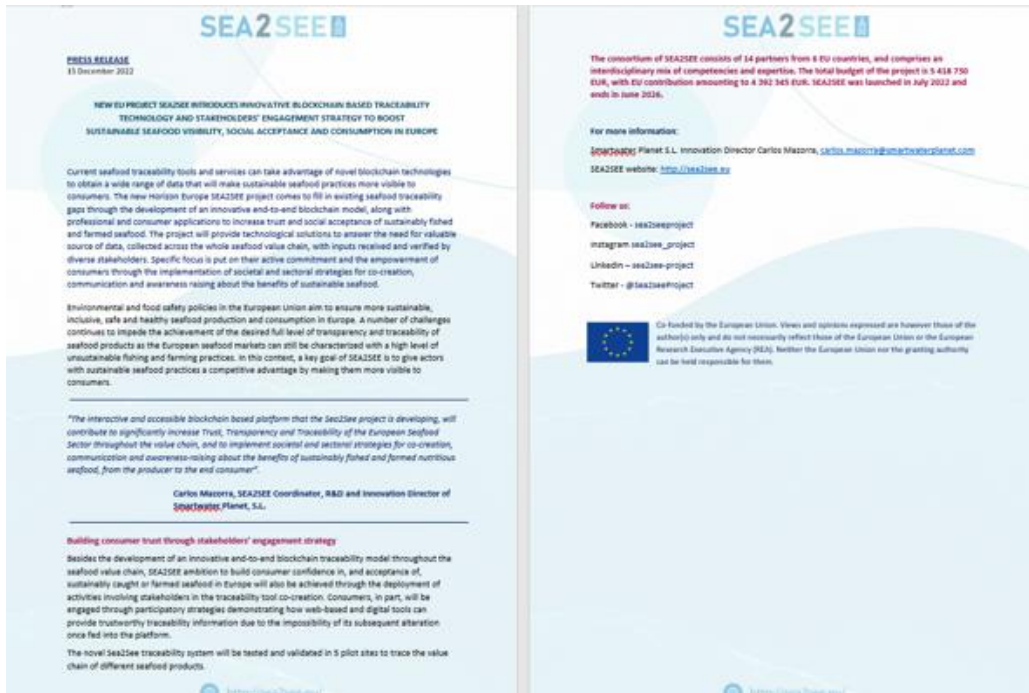 SEA2SEE
PRESS RELEASE
15 December 2022
NEW EU PROJECT SEA2SEE INTRODUCES INNOVATIVE BLOCKCHAIN BASED TRACEABILITY
TECHNOLOGY AND STAKEHOLDERS' ENGAGEMENT STRATEGY TO BOOST
SUSTAINABLE SEAFOOD VISIBILITY, SOCIAL ACCEPTANCE AND CONSUMPTION IN EUROPE
Current seafood traceability tools and services can take advantage of novel blockchain technologies
to obtain a wide range of data that will make sustainable seafood practices more visible to
consumers. The new Horizon Europe SEA2SEE project comes to fill in existing seafood traceability
gaps through the development of an innovative end-to-end blockchain model, along with
professional and consumer applications to increase trust and social acceptance of sustainably fished
and farmed seafood. The project will provide technological solutions to answer the need for valuable
source of data, collected across the whole seafood value chain, with inputs received and verified by
diverse stakeholders. Specific focus is put on their active commitment and the empowerment of
consumers through the implementation of societal and sectoral strategies for co-creation,
communication and awareness raising about the benefits of sustainable seafood.
Environmental and food safety policies in the European Union aim to ensure more sustainable,
inclusive, safe and healthy seafood production and consumption in Europe. A number of challenges
continues to impede the achievement of the desired full level of transparency and traceability of
seafood products as the European seafood markets can still be characterized with a high level of
unsustainable fishing and farming practices. In this context, a key goal of SEA2SEE is to give actors
with sustainable seafood practices a competitive advantage by making them more visible to
consumers.
"The interactive and accessible blockchain based platform that the Sea2See project is developing, will
contribute to significantly increase Trust, Transparency and Traceability of the European Seafood
Sector throughout the value chain, and to implement societal and sectoral strategies for co-creation,
communication and awareness-raising about the benefits of sustainably fished and farmed nutritious
seafood, from the producer to the end consumer".
Carlos Mazorra, SEA2SEE Coordinator, R&D and Innovation Director of
Smartwater Planet, S.L.
Building consumer trust through stakeholders' engagement strategy
Besides the development of an innovative end-to-end blockchain traceability model throughout the
seafood value chain, SEA2SEE ambition to build consumer confidence in, and acceptance of,
sustainably caught or farmed seafood in Europe will also be achieved through the deployment of
activities involving stakeholders in the traceability tool co-creation. Consumers, in part, will be
engaged through participatory strategies demonstrating how web-based and digital tools can
provide trustworthy traceability information due to the impossibility of its subsequent alteration
once fed into the platform.
The novel Sea2See traceability system will be tested and validated in 5 pilot sites to trace the value
chain of different seafood products.
SEA2SEE
The consortium of SEA2SEE consists of 14 partners from 6 EU countries, and comprises an
interdisciplinary mix of competencies and expertise. The total budget of the project is 5 418 750
EUR, with EU contribution amounting to 4 392 345 EUR. SEA2SEE was launched in July 2022 and
ends in June 2026.
For more information:
Smartwater Planet S.L. Innovation Director Carlos Mazorra, carlos.mazorra@smartwaterplanet.com
SEA2SEE website: http://sea2see.eu
Follow us:
Facebook - sea2seeproject
Instagram sea2see_project
Linkedin – sea2see-project
Twitter - @Sea2seeProject
Co-funded by the European Union. Views and opinions expressed are however those of the
author(s) only and do not necessarily reflect those of the European Union or the European
Research Executive Agency (REA). Neither the European Union nor the granting authority
can be held responsible for them.